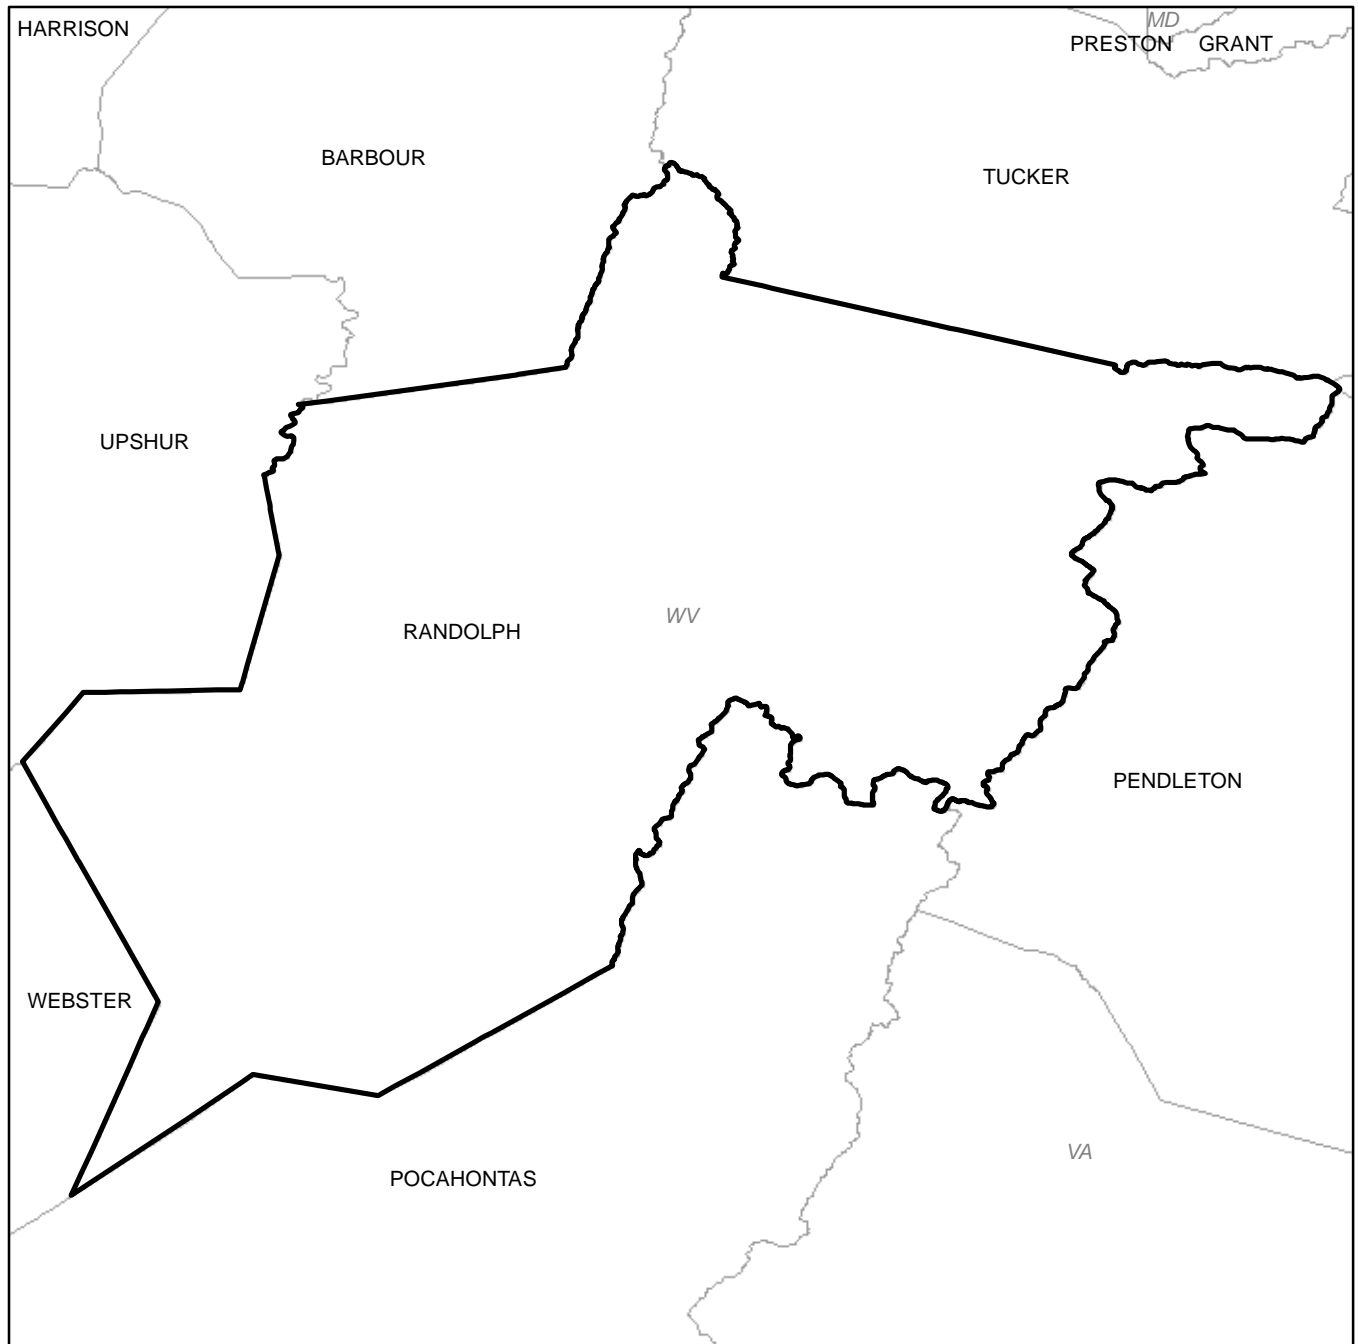 HARRISON
MD
PRESTON GRANT
BARBOUR
TUCKER
UPSHUR
WV
RANDOLPH
PENDLETON
WEBSTER
VA
POCAHONTAS